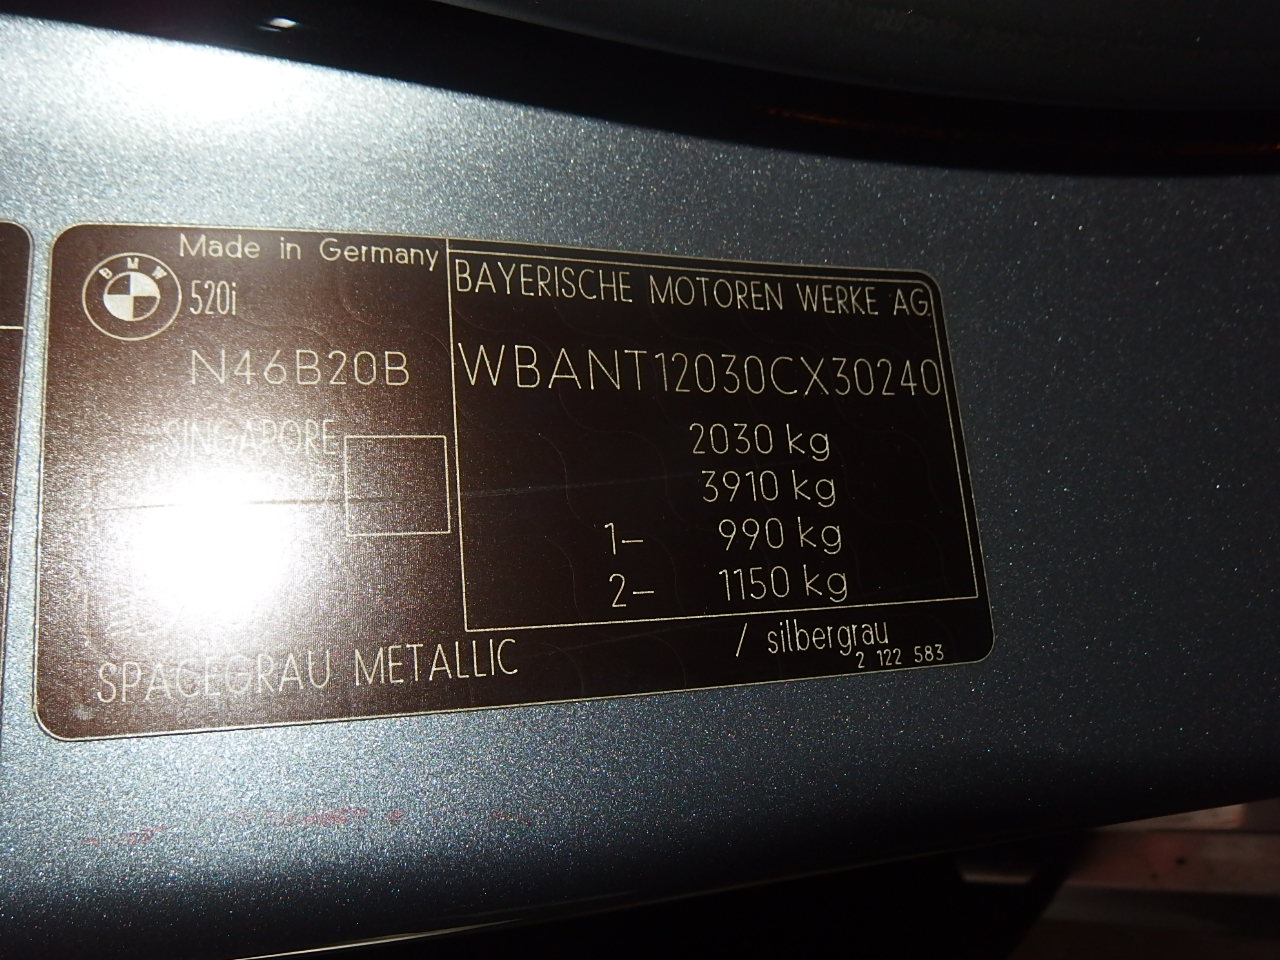 Made in Germany
BMW
520i
N46B20B
SINGAPORE
BAYERISCHE MOTOREN WERKE AG.
WBANT12030CX30240
2030 kg
3910 kg
1– 990 kg
2– 1150 kg
SPACEGRAU METALLIC / silbergrau
2 122 583